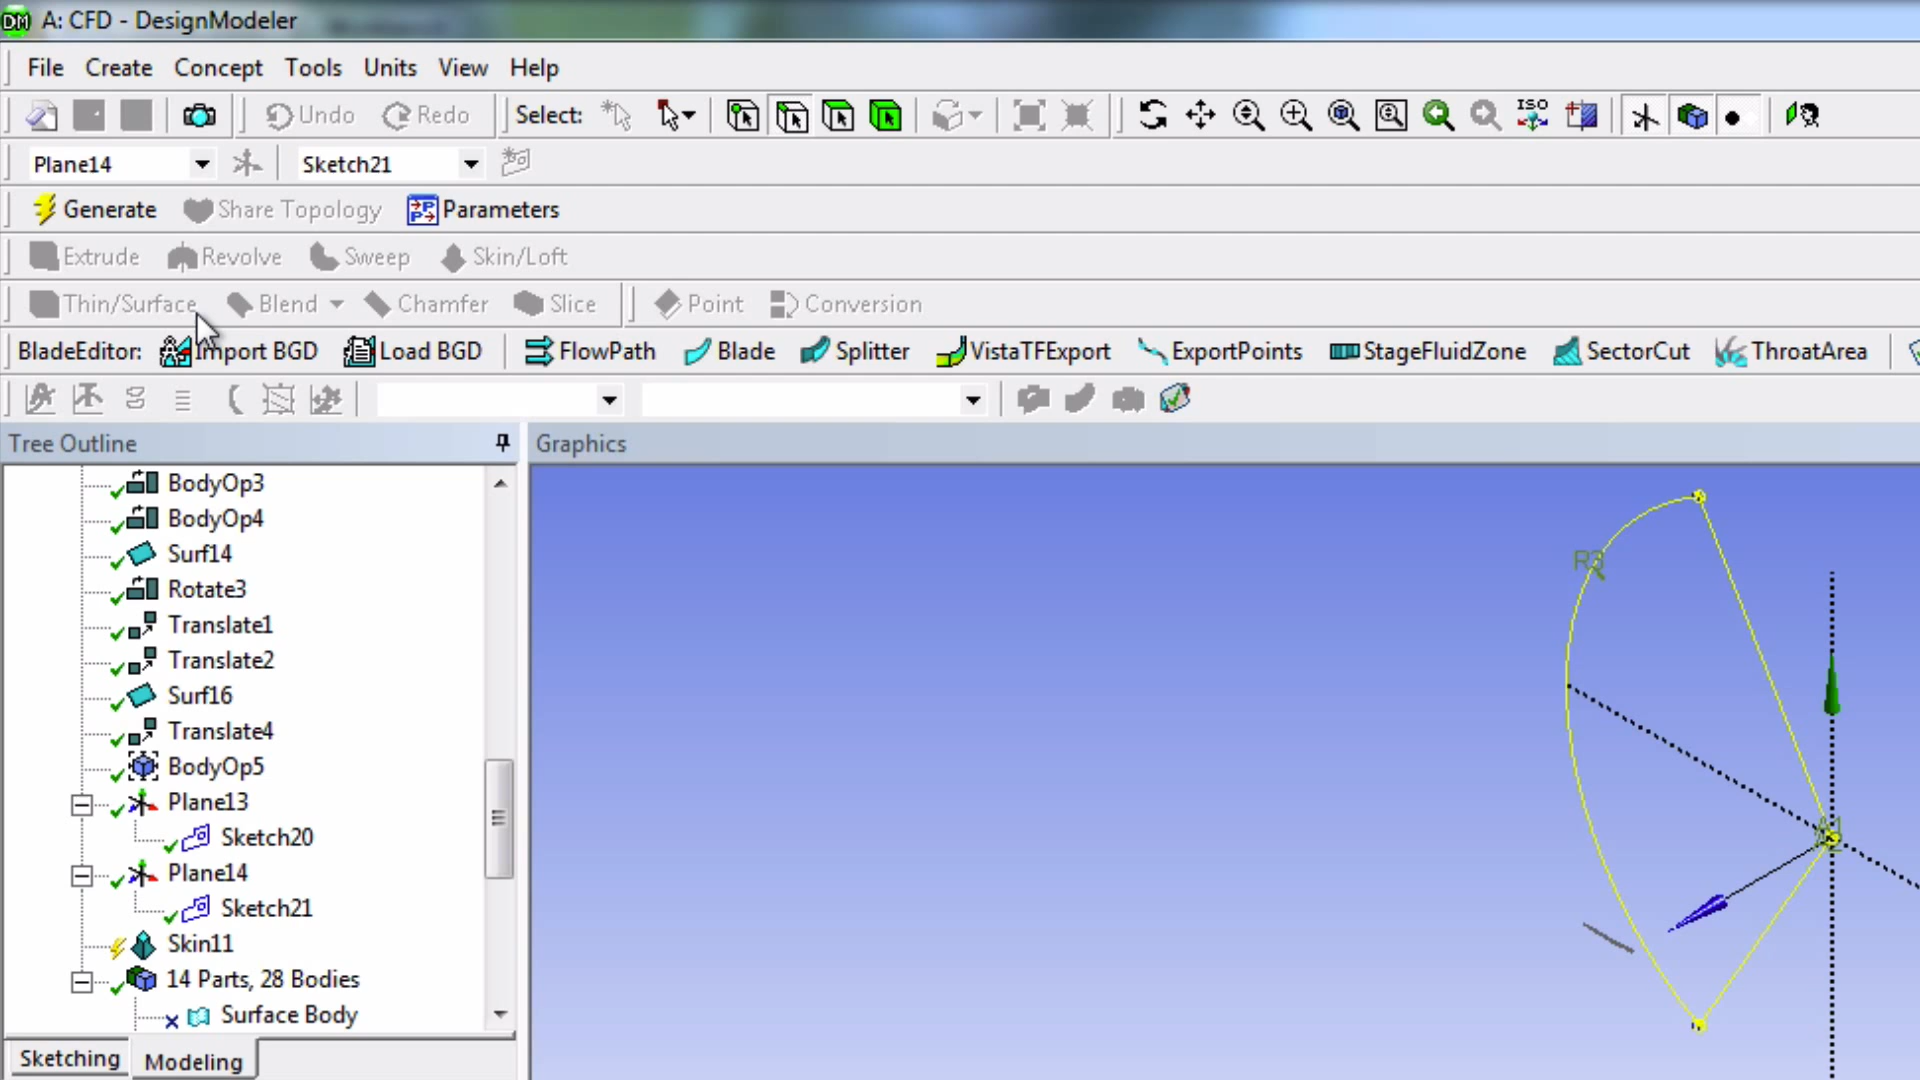 A: CFD - DesignModeler
File Create Concept Tools Units View Help
Undo Redo Select: ISO
Plane14 Sketch21
Generate Share Topology Parameters
Extrude Revolve Sweep Skin/Loft
Thin/Surface Blend Chamfer Slice Point Conversion
BladeEditor: Import BGD Load BGD FlowPath Blade Splitter VistaTFExport ExportPoints StageFluidZone SectorCut ThroatArea
Tree Outline Graphics
BodyOp3
BodyOp4
Surf14
Rotate3
Translate1
Translate2
Surf16
Translate4
BodyOp5
Plane13
Sketch20
Plane14
Sketch21
Skin11
14 Parts, 28 Bodies
Surface Body
Sketching Modeling